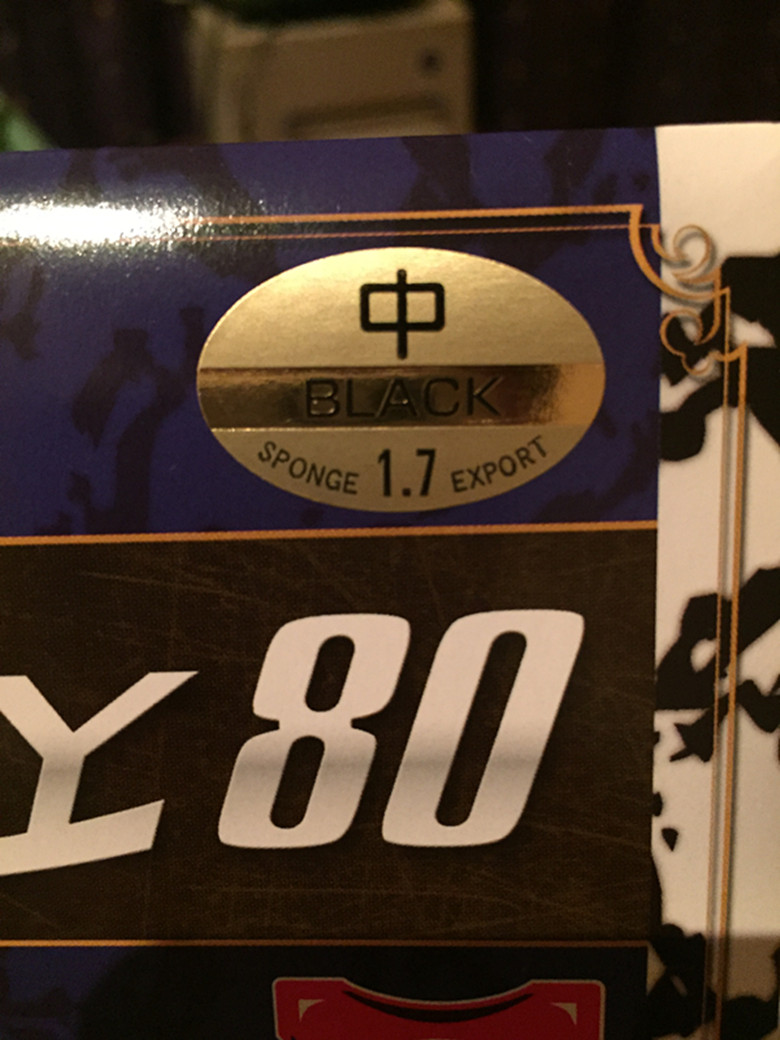 中
BLACK
SPONGE 1.7 EXPORT
Y 80